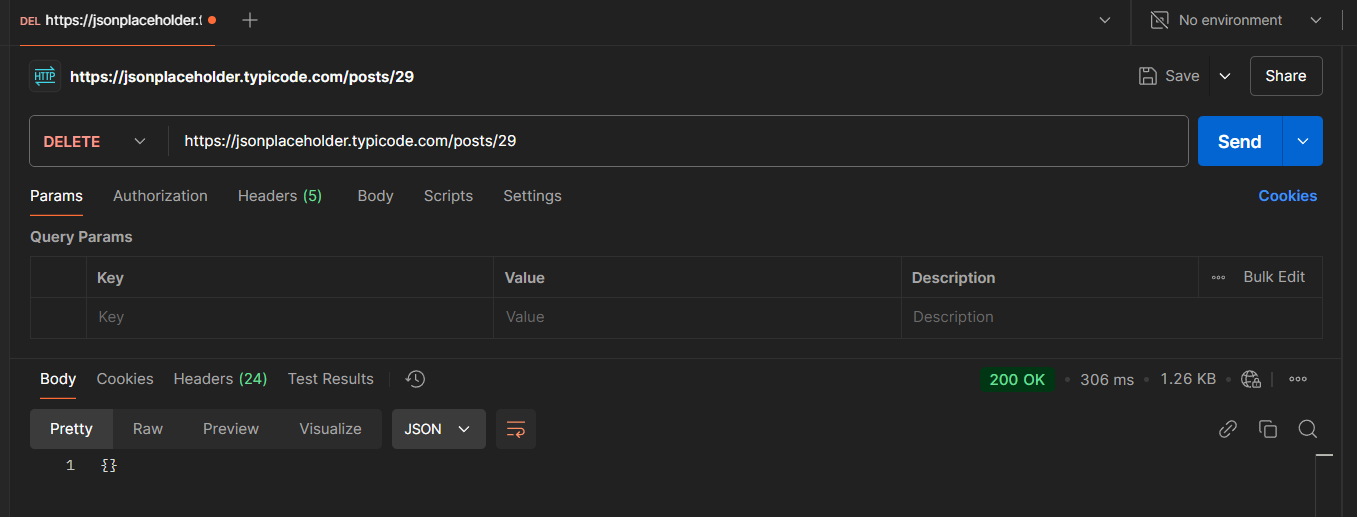 DEL https://jsonplaceholder.t
No environment
HTTP https://jsonplaceholder.typicode.com/posts/29
Save
Share
DELETE https://jsonplaceholder.typicode.com/posts/29
Send
Params Authorization Headers (5) Body Scripts Settings Cookies
Query Params
Key Value Description ooo Bulk Edit
Key Value Description
Body Cookies Headers (24) Test Results 200 OK • 306 ms • 1.26 KB •
Pretty Raw Preview Visualize JSON
1 {}